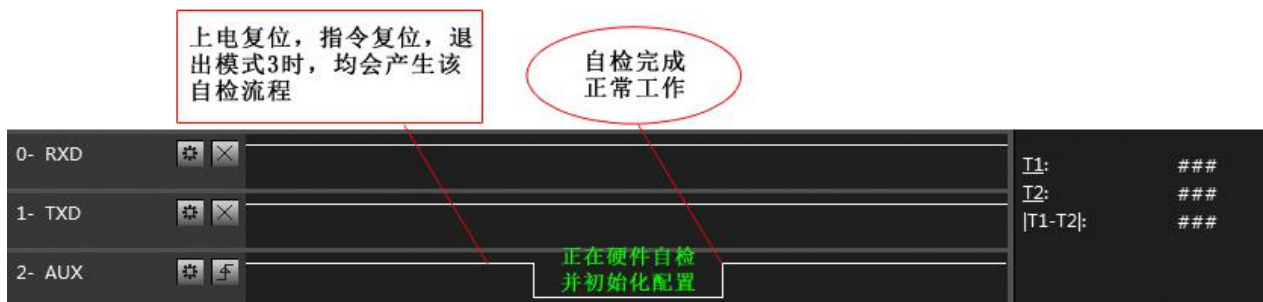 上电复位，指令复位，退
出模式3时，均会产生该
自检流程
自检完成
正常工作
0- RXD
T1: ###
T2: ###
1- TXD
|T1-T2|: ###
正在硬件自检
2- AUX
并初始化配置